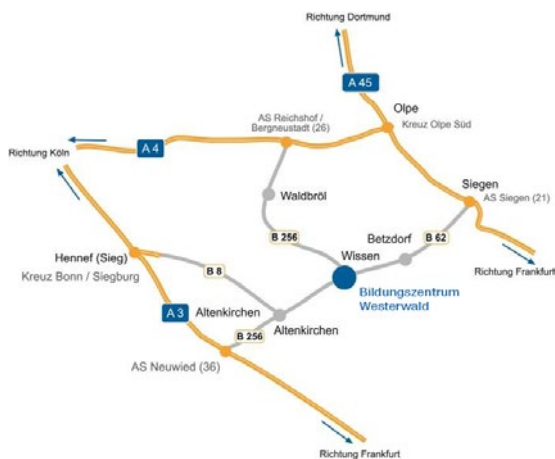 Richtung Dortmund
A 45
Olpe
Kreuz Olpe Süd
AS Reichshof /
Bergneustadt (26)
A 4
Richtung Köln
Waldbröl
Siegen
AS Siegen (21)
B 256
Betzdorf
B 62
Wissen
Richtung Frankfurt
Hennef (Sieg)
Kreuz Bonn / Siegburg
B 8
Bildungszentrum
Westerwald
Altenkirchen
A 3
Altenkirchen
B 256
AS Neuwied (36)
Richtung Frankfurt